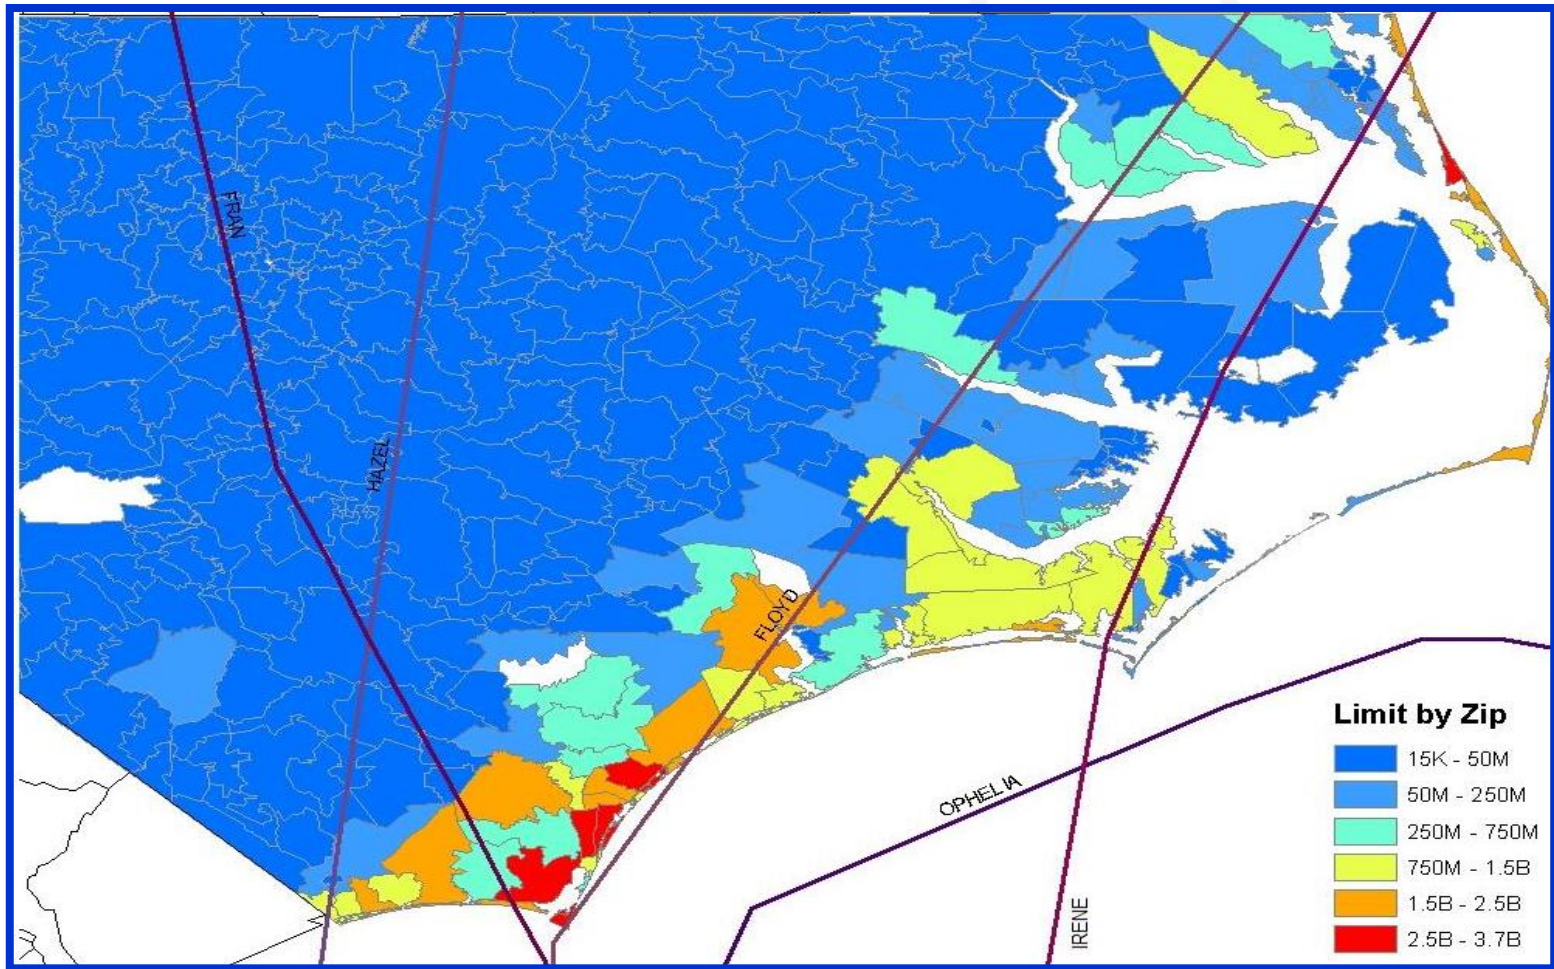 FRAN
HAZEL
FLOYD
OPHELIA
IRENE
Limit by Zip
15K - 50M
50M - 250M
250M - 750M
750M - 1.5B
1.5B - 2.5B
2.5B - 3.7B